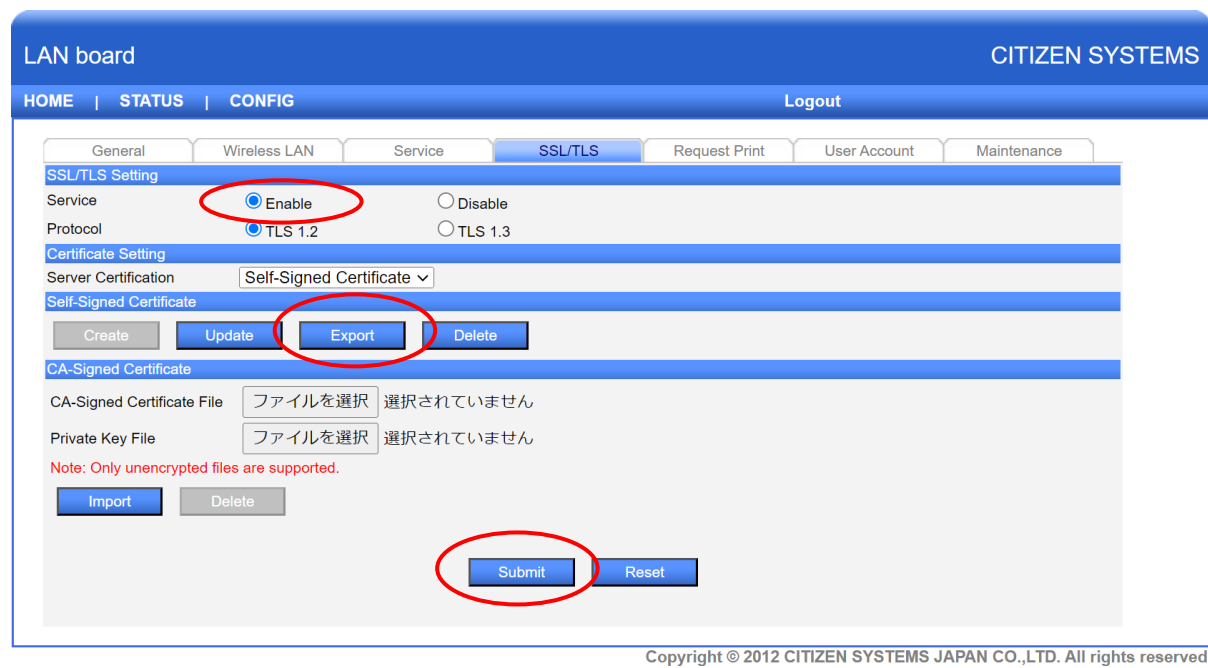 LAN board CITIZEN SYSTEMS
HOME | STATUS | CONFIG Logout
General Wireless LAN Service SSL/TLS Request Print User Account Maintenance
SSL/TLS Setting
Service Enable Disable
Protocol TLS 1.2 TLS 1.3
Certificate Setting
Server Certification Self-Signed Certificate
Self-Signed Certificate
Create Update Export Delete
CA-Signed Certificate
CA-Signed Certificate File ファイルを選択 選択されていません
Private Key File ファイルを選択 選択されていません
Note: Only unencrypted files are supported.
Import Delete
Submit Reset
Copyright © 2012 CITIZEN SYSTEMS JAPAN CO.,LTD. All rights reserved